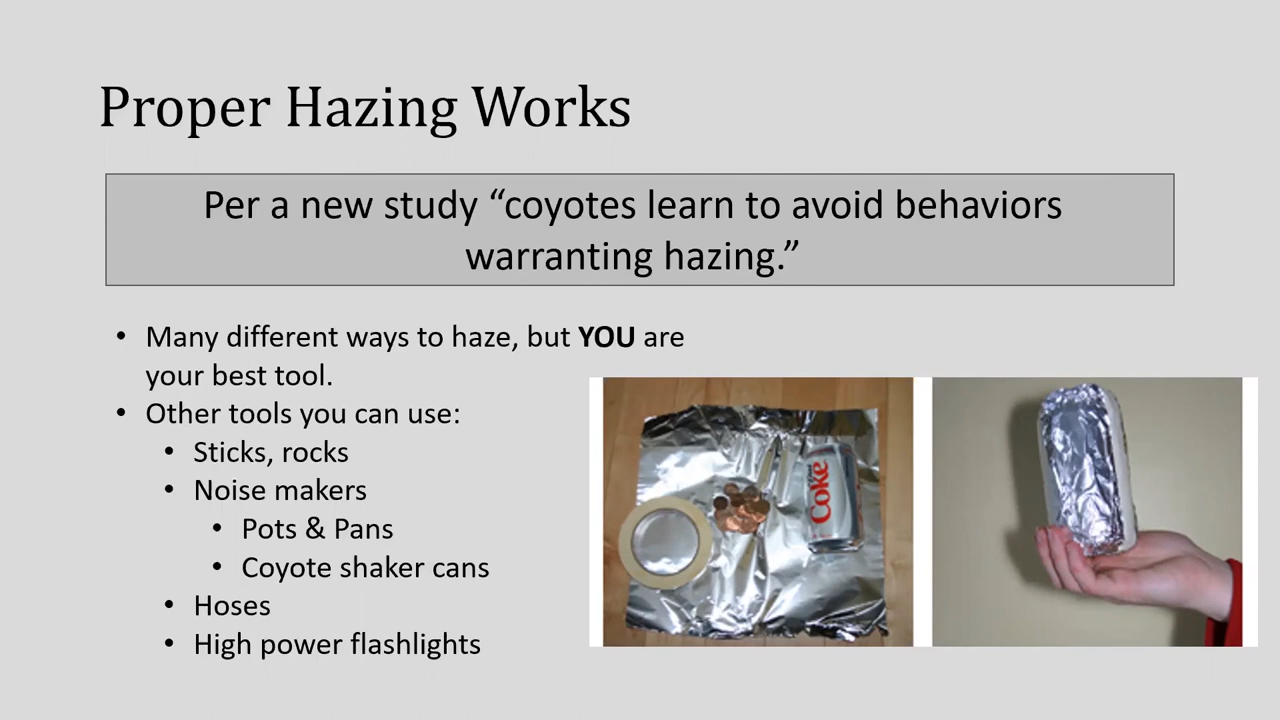 Proper Hazing Works
Per a new study “coyotes learn to avoid behaviors
warranting hazing.”
• Many different ways to haze, but YOU are
your best tool.
• Other tools you can use:
• Sticks, rocks
• Noise makers
• Pots & Pans
• Coyote shaker cans
• Hoses
• High power flashlights
Diet
Coke